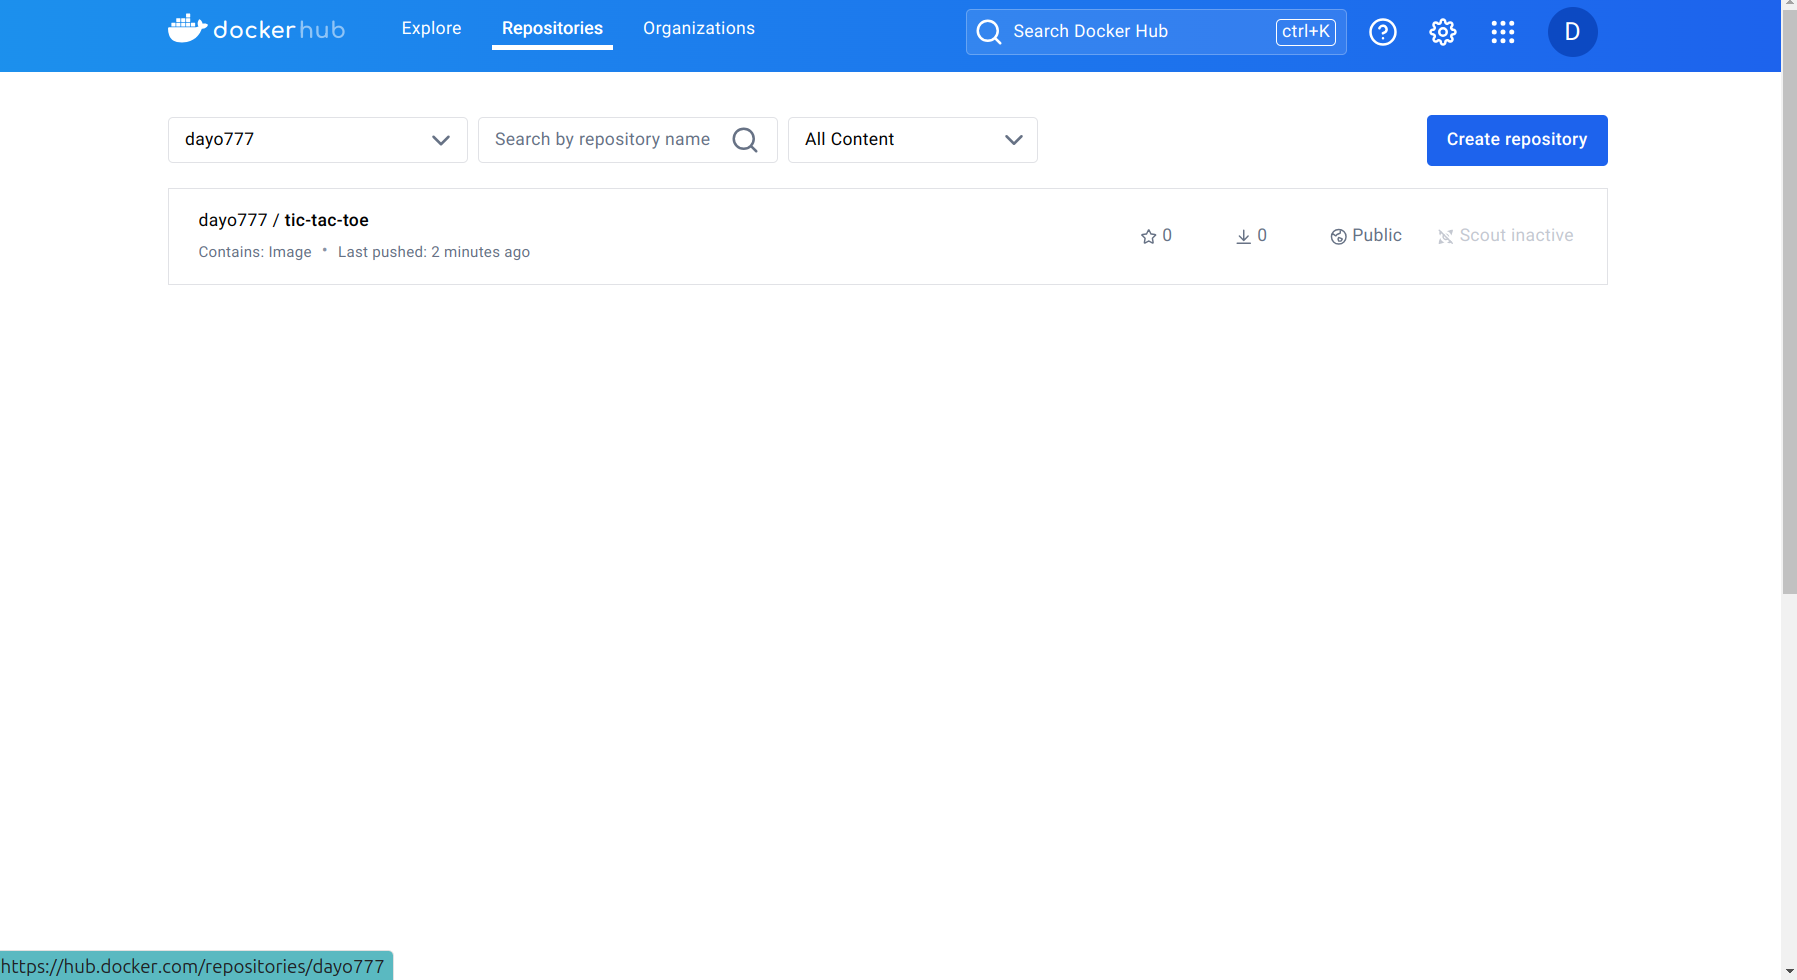 dockerhub Explore Repositories Organizations Search Docker Hub ctrl+K ? D
dayo777 Search by repository name All Content Create repository
dayo777 / tic-tac-toe
0 0 Public Scout inactive
Contains: Image • Last pushed: 2 minutes ago
https://hub.docker.com/repositories/dayo777